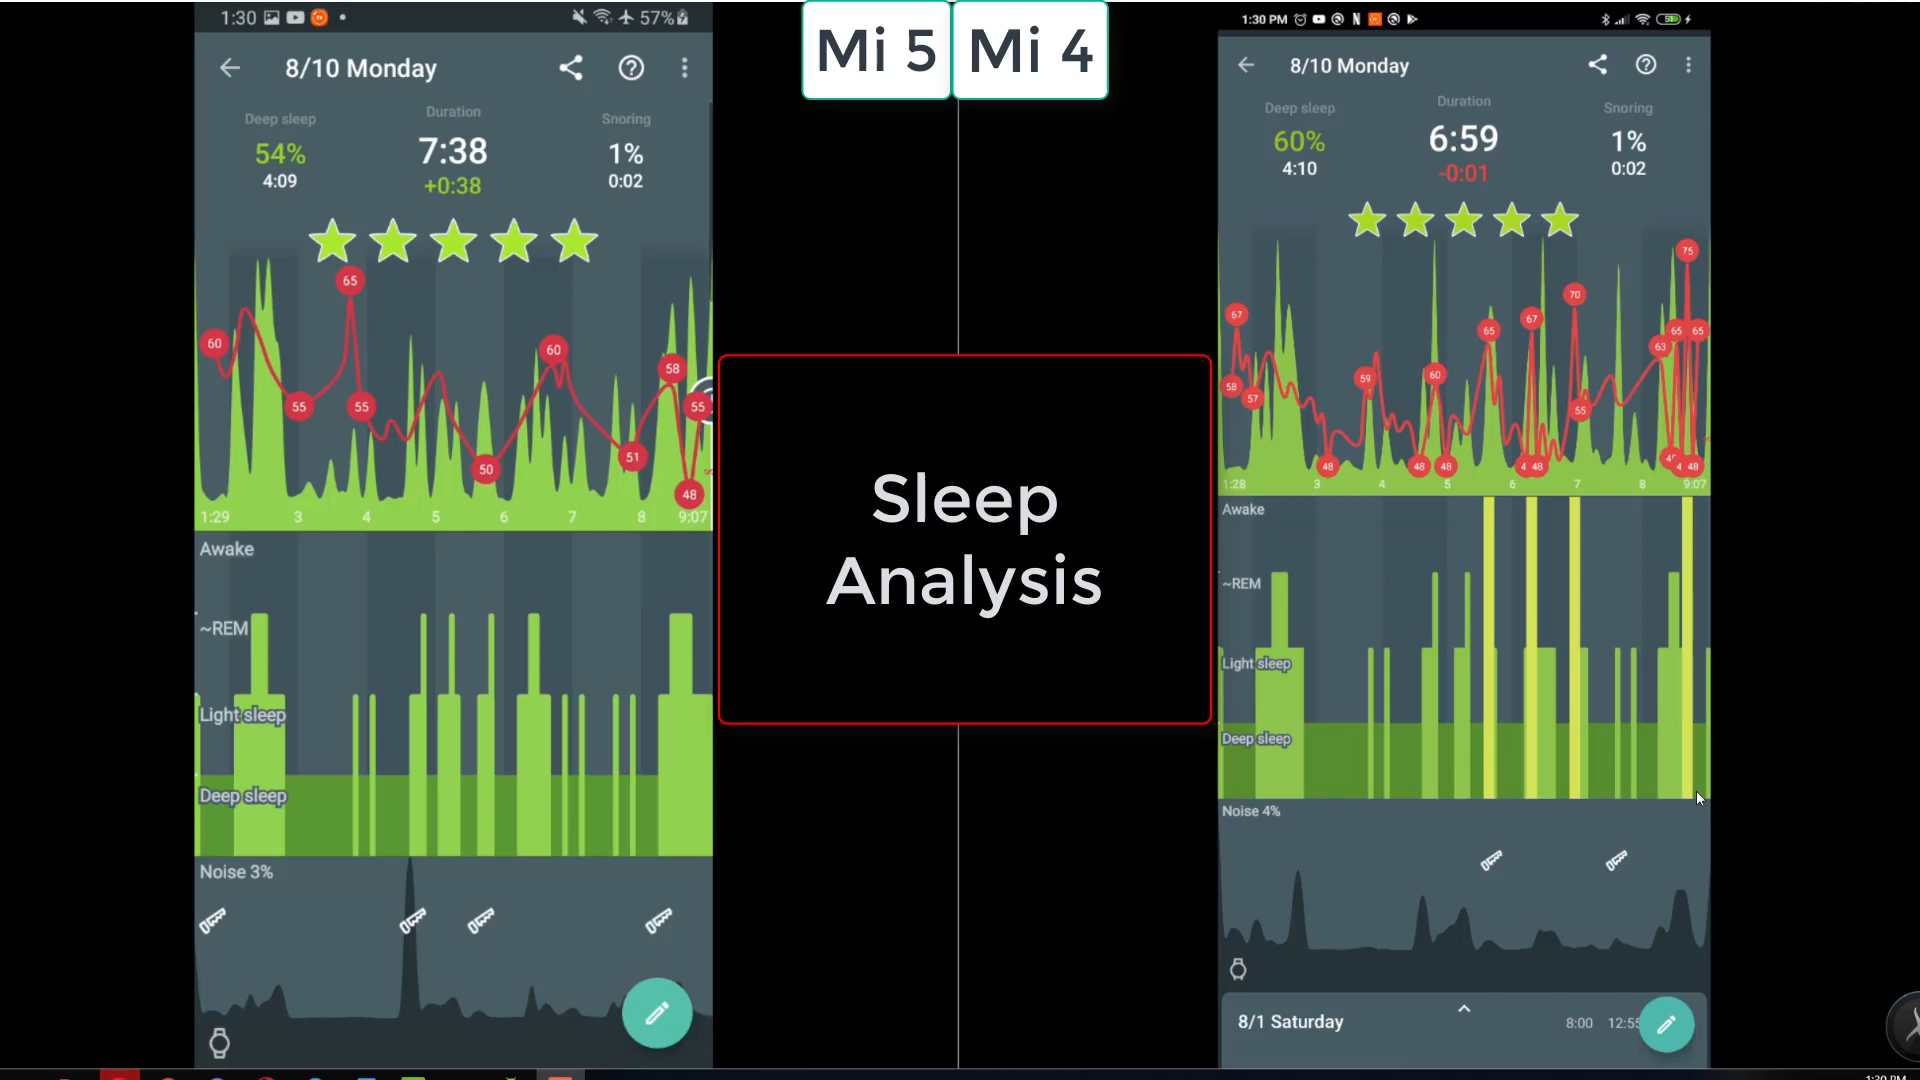 1:30
57%
Mi 5
Mi 4
1:30 PM
8/10 Monday
Deep sleep
54%
4:09
Duration
7:38
+0:38
Snoring
1%
0:02
60
55
65
55
50
60
51
58
48
55
1:29 3 4 5 6 7 8 9:07
Awake
~REM
Light sleep
Deep sleep
Noise 3%
Sleep
Analysis
8/10 Monday
Deep sleep
60%
4:10
Duration
6:59
-0:01
Snoring
1%
0:02
67
58
57
48
59
48
60
48
65
67
48
70
55
63
65
75
65
48
1:28 3 4 5 6 7 8 9:07
Awake
~REM
Light sleep
Deep sleep
Noise 4%
8/1 Saturday
8:00